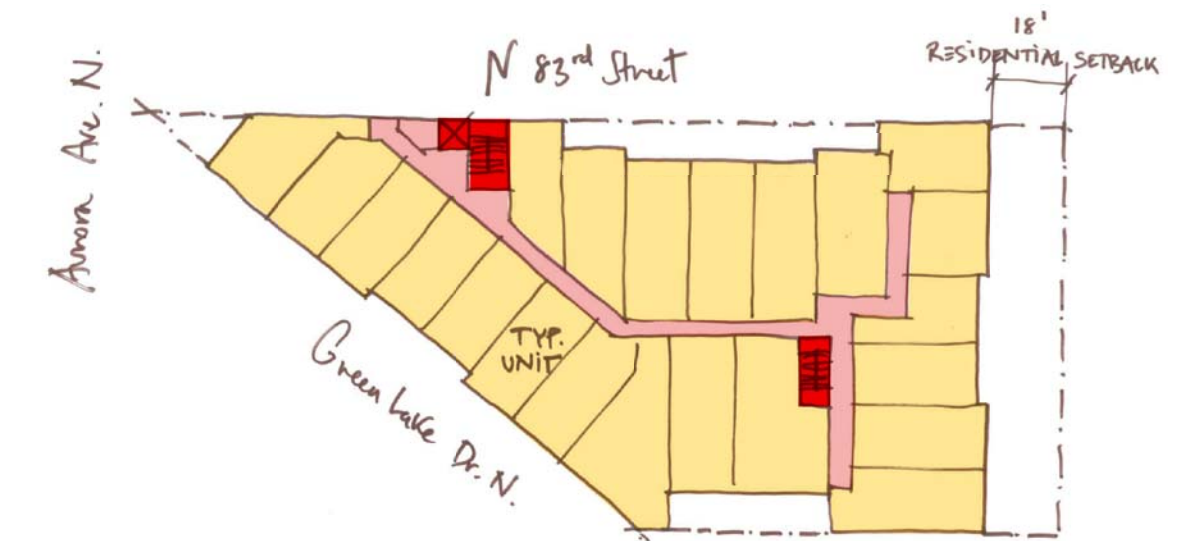 18'
RESIDENTIAL SETBACK
N 83rd Street
Aurora Ave. N.
TYP.
UNIT
Green Lake Dr. N.